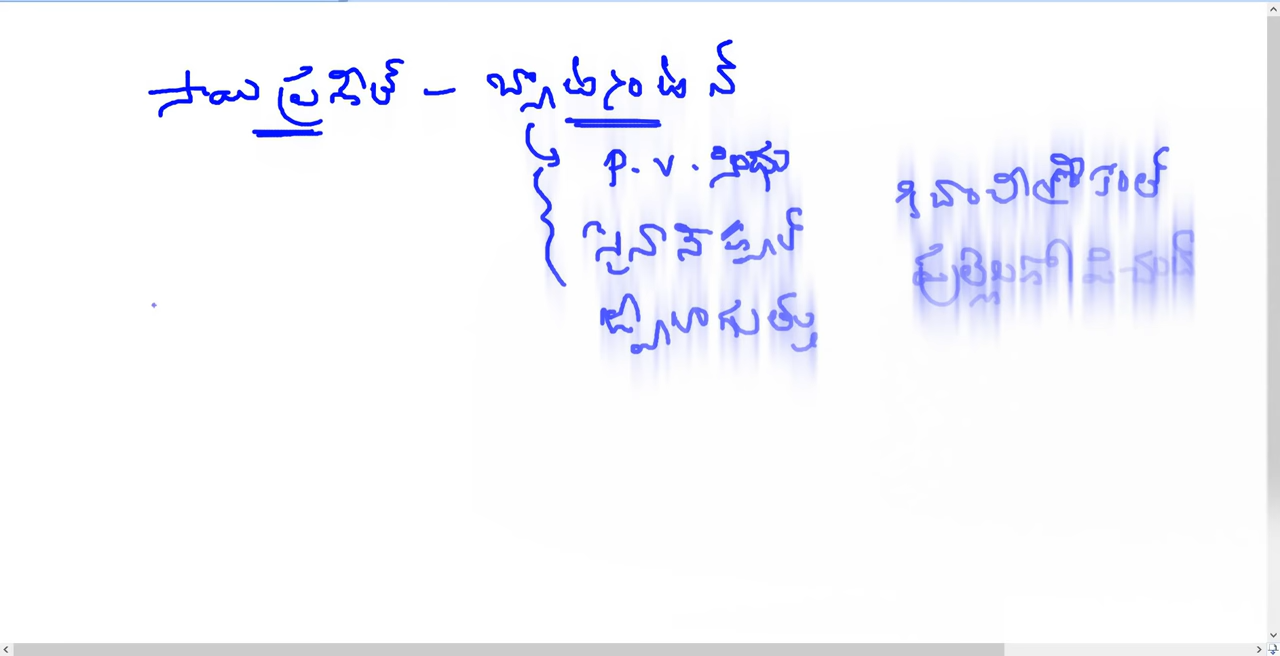 సాయి ప్రణీత్ - బ్యాడ్మింటన్
P.V. సింధు
సైనా నెహ్వాల్
జ్వాలా గుత్తా
కిదాంబి శ్రీకాంత్
పుల్లెల గోపిచంద్